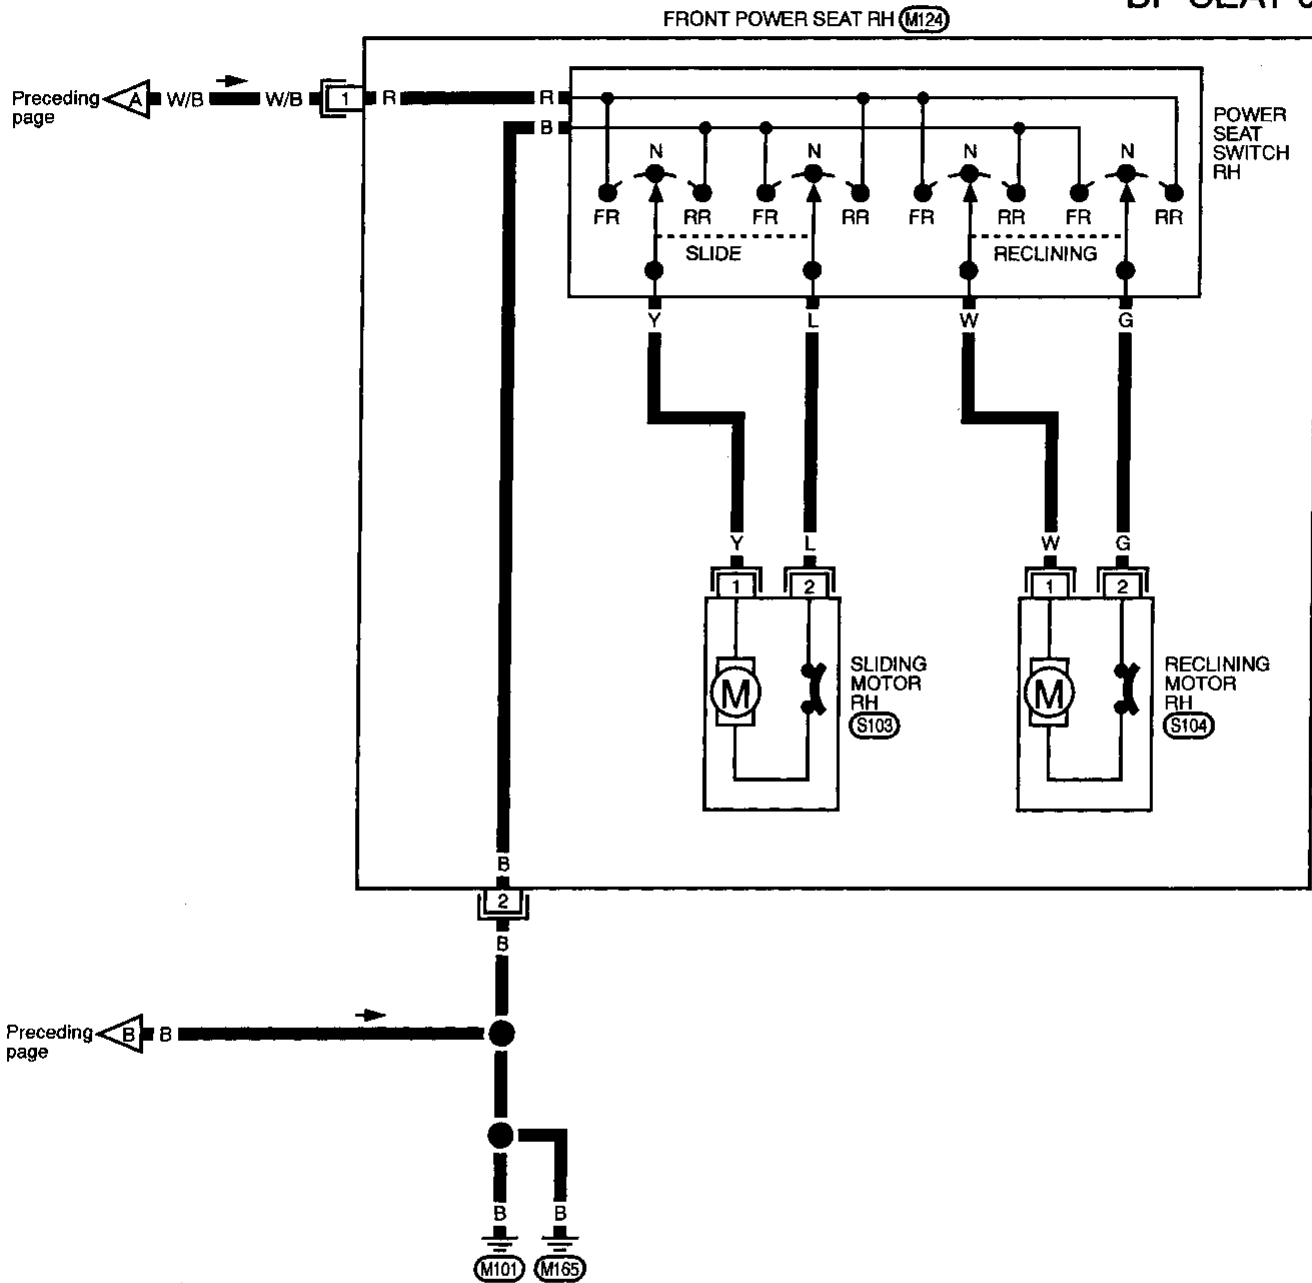 FRONT POWER SEAT RH M124
Preceding
page
A W/B W/B 1 R R
B
POWER
SEAT
SWITCH
RH
N N N N
FR RR FR RR FR RR FR RR
SLIDE RECLINING
Y L W G
Y L W G
1 2 1 2
M M
SLIDING
MOTOR
RH
S103
RECLINING
MOTOR
RH
S104
B
2
B
Preceding
page
B B
B B
M101 M165